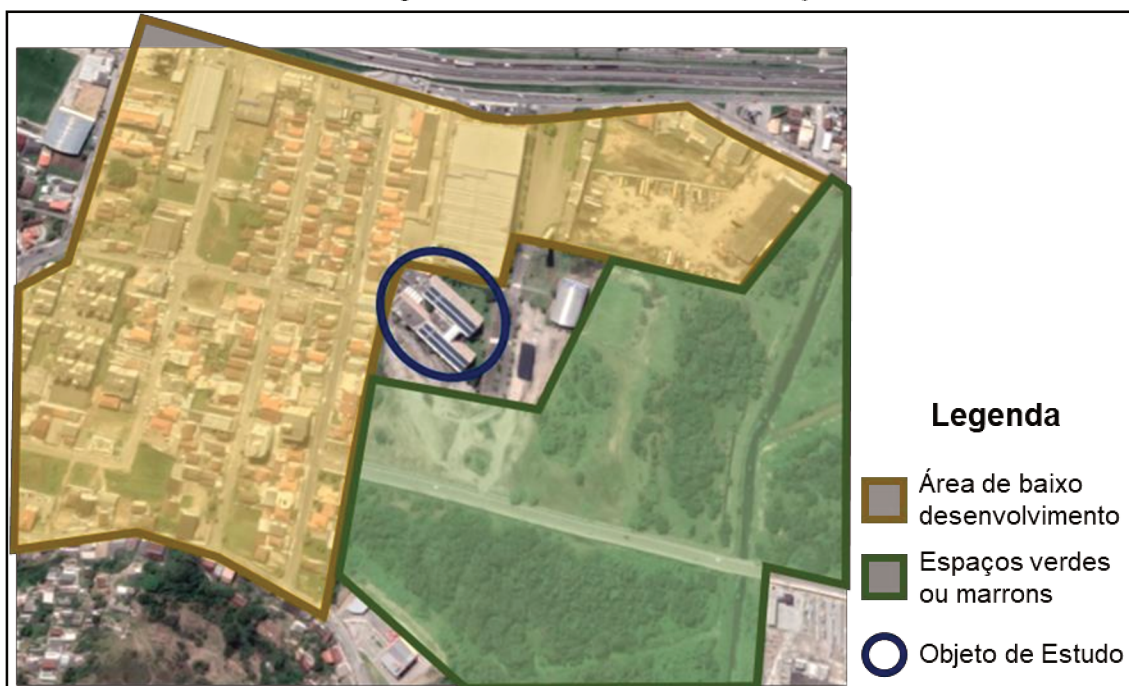 Legenda
Área de baixo
desenvolvimento
Espaços verdes
ou marrons
Objeto de Estudo